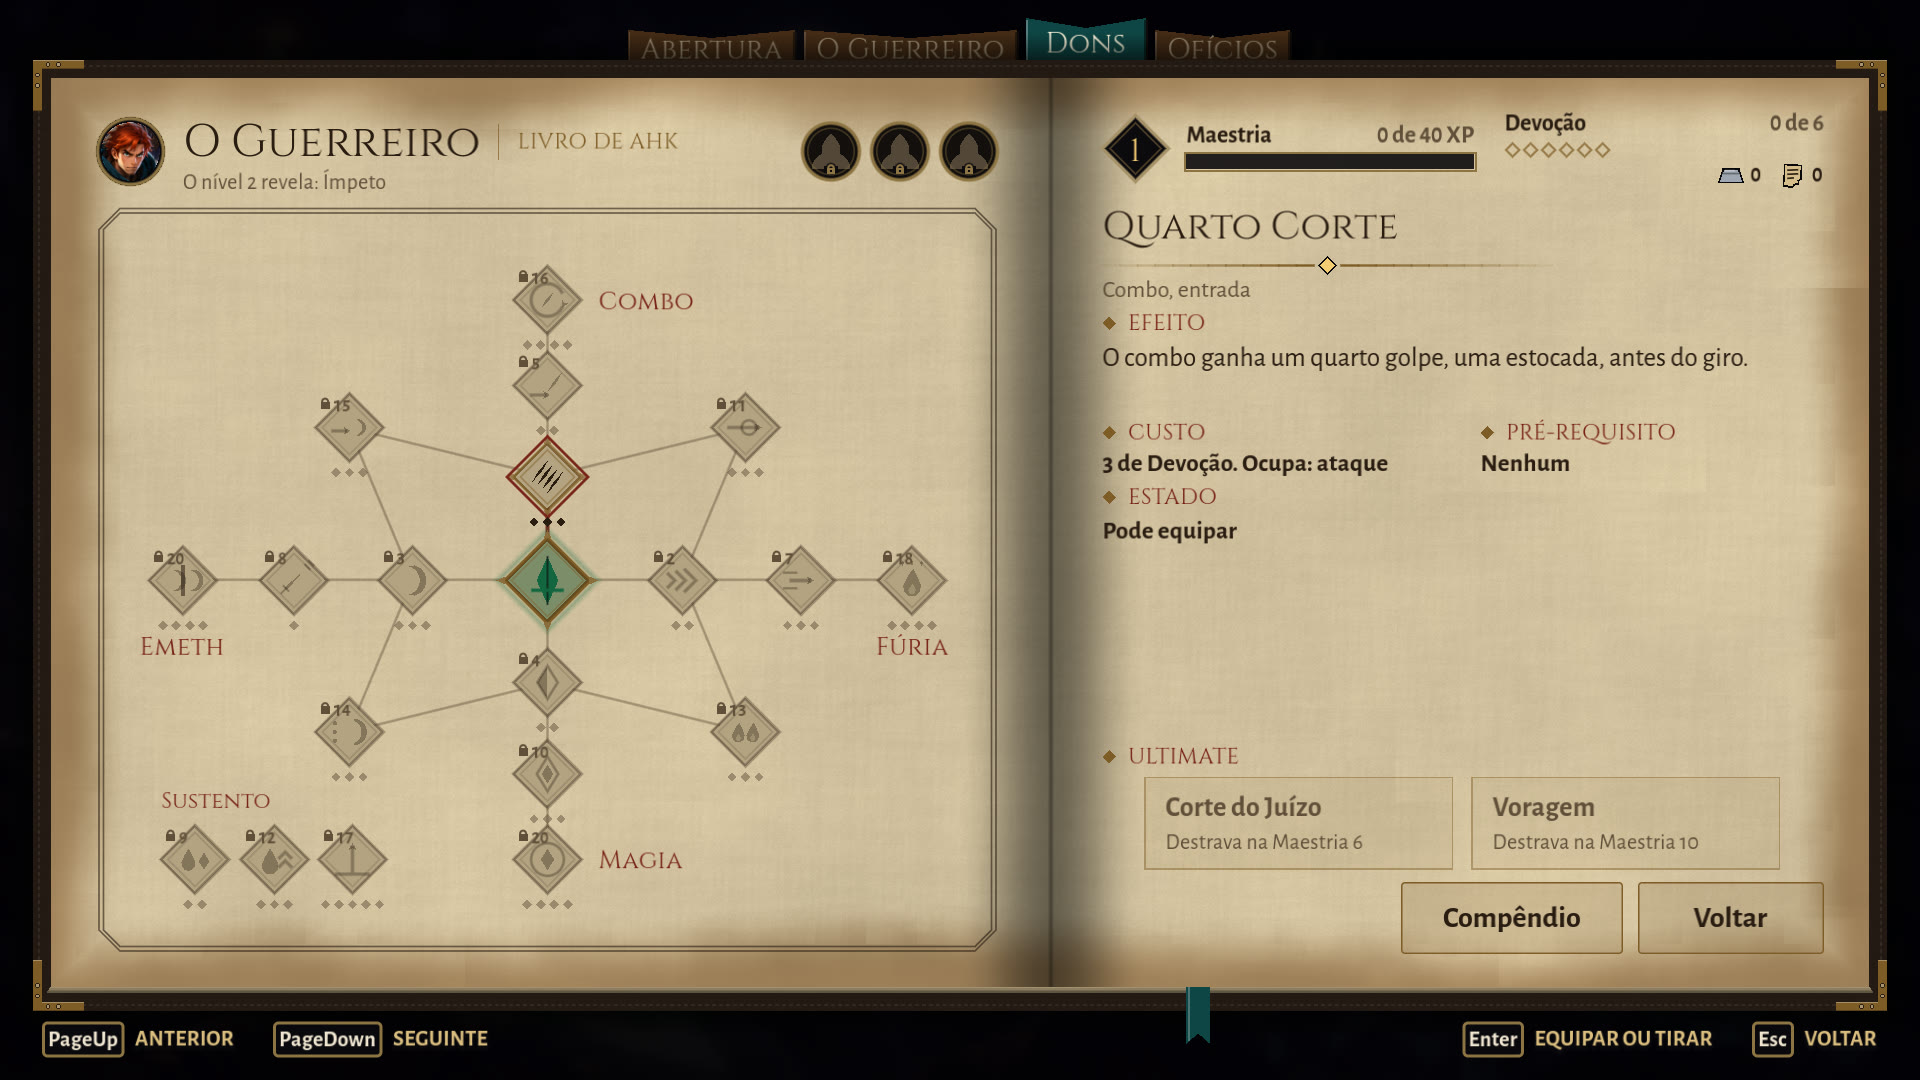 ABERTURA
O GUERREIRO
DONS
OFÍCIOS
O GUERREIRO
LIVRO DE AHK
O nível 2 revela: Ímpeto
16
COMBO
5
15
11
20
8
3
2
7
18
EMETH
FÚRIA
4
14
13
10
SUSTENTO
9
12
17
20
MAGIA
1
Maestria
0 de 40 XP
Devoção
0 de 6
0
0
QUARTO CORTE
Combo, entrada
EFEITO
O combo ganha um quarto golpe, uma estocada, antes do giro.
CUSTO
3 de Devoção. Ocupa: ataque
PRÉ-REQUISITO
Nenhum
ESTADO
Pode equipar
ULTIMATE
Corte do Juízo
Destrava na Maestria 6
Voragem
Destrava na Maestria 10
Compêndio
Voltar
PageUp ANTERIOR
PageDown SEGUINTE
Enter EQUIPAR OU TIRAR
Esc VOLTAR